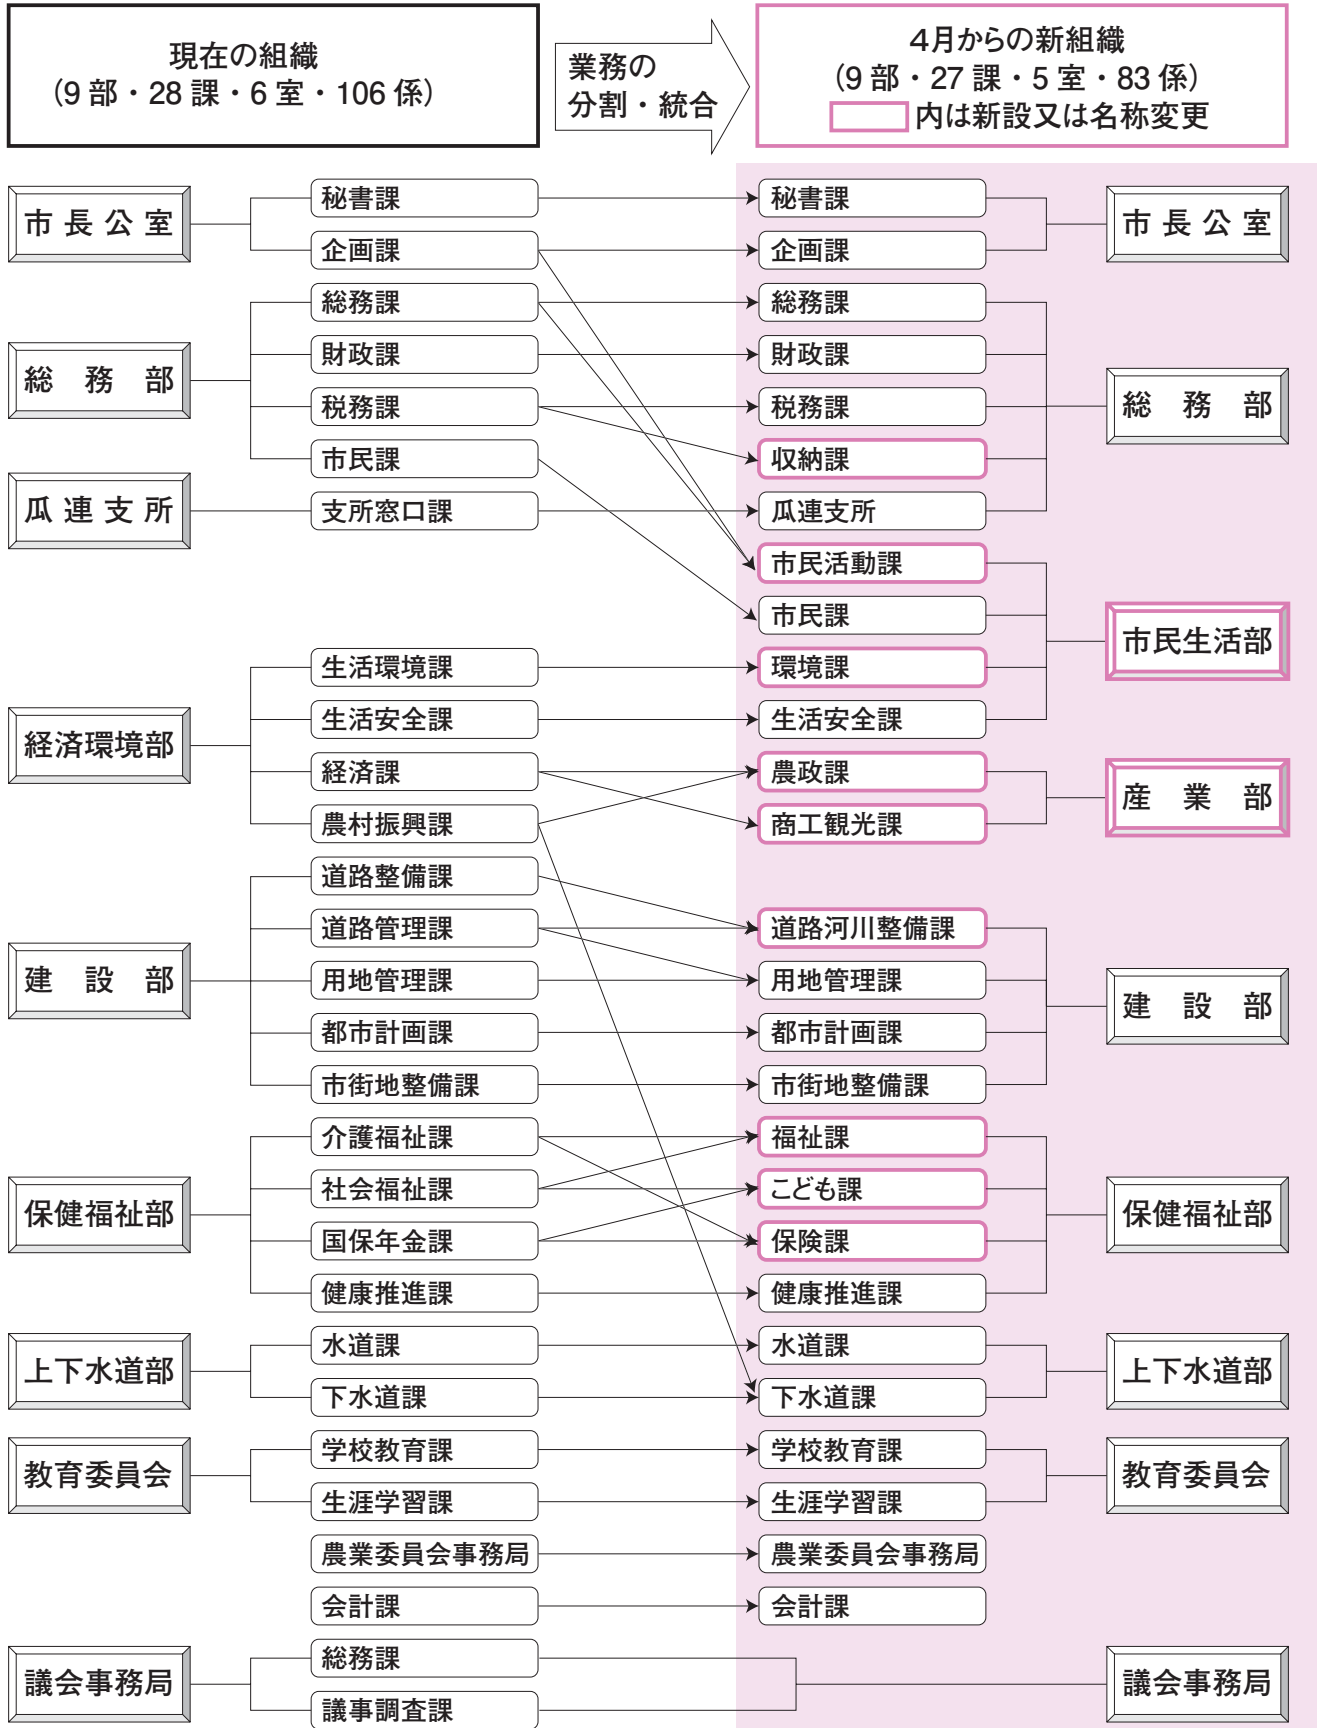 現在の組織
（9 部・28 課・6 室・106 係）
業務の
分割・統合
4月からの新組織
（9 部・27 課・5 室・83 係）
内は新設又は名称変更
市長公室
秘書課
企画課
総務部
総務課
財政課
税務課
市民課
瓜連支所
支所窓口課
経済環境部
生活環境課
生活安全課
経済課
農村振興課
建設部
道路整備課
道路管理課
用地管理課
都市計画課
市街地整備課
保健福祉部
介護福祉課
社会福祉課
国保年金課
健康推進課
上下水道部
水道課
下水道課
教育委員会
学校教育課
生涯学習課
農業委員会事務局
会計課
議会事務局
総務課
議事調査課
秘書課
企画課
市長公室
総務課
財政課
税務課
収納課
瓜連支所
総務部
市民活動課
市民課
環境課
生活安全課
市民生活部
農政課
商工観光課
産業部
道路河川整備課
用地管理課
都市計画課
市街地整備課
建設部
福祉課
こども課
保険課
健康推進課
保健福祉部
水道課
下水道課
上下水道部
学校教育課
生涯学習課
教育委員会
農業委員会事務局
会計課
議会事務局